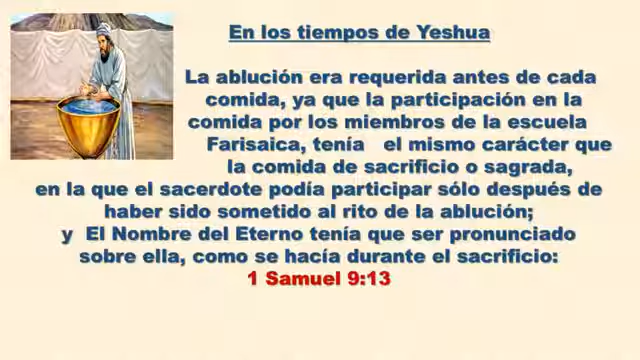 En los tiempos de Yeshua
La ablución era requerida antes de cada
comida, ya que la participación en la
comida por los miembros de la escuela
Farisaica, tenía el mismo carácter que
la comida de sacrificio o sagrada,
en la que el sacerdote podía participar sólo después de
haber sido sometido al rito de la ablución;
y El Nombre del Eterno tenía que ser pronunciado
sobre ella, como se hacía durante el sacrificio:
1 Samuel 9:13